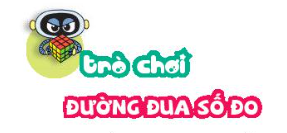 trò chơi
ĐƯỜNG ĐUA SỐ ĐO